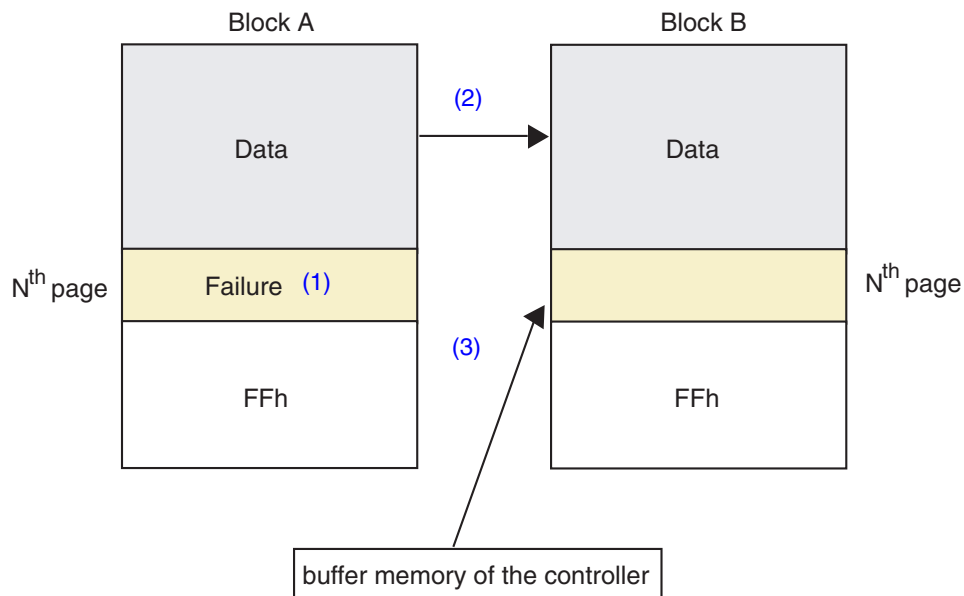 Block A
Block B
(2)
Data
Data
Nth page
Failure (1)
Nth page
(3)
FFh
FFh
buffer memory of the controller